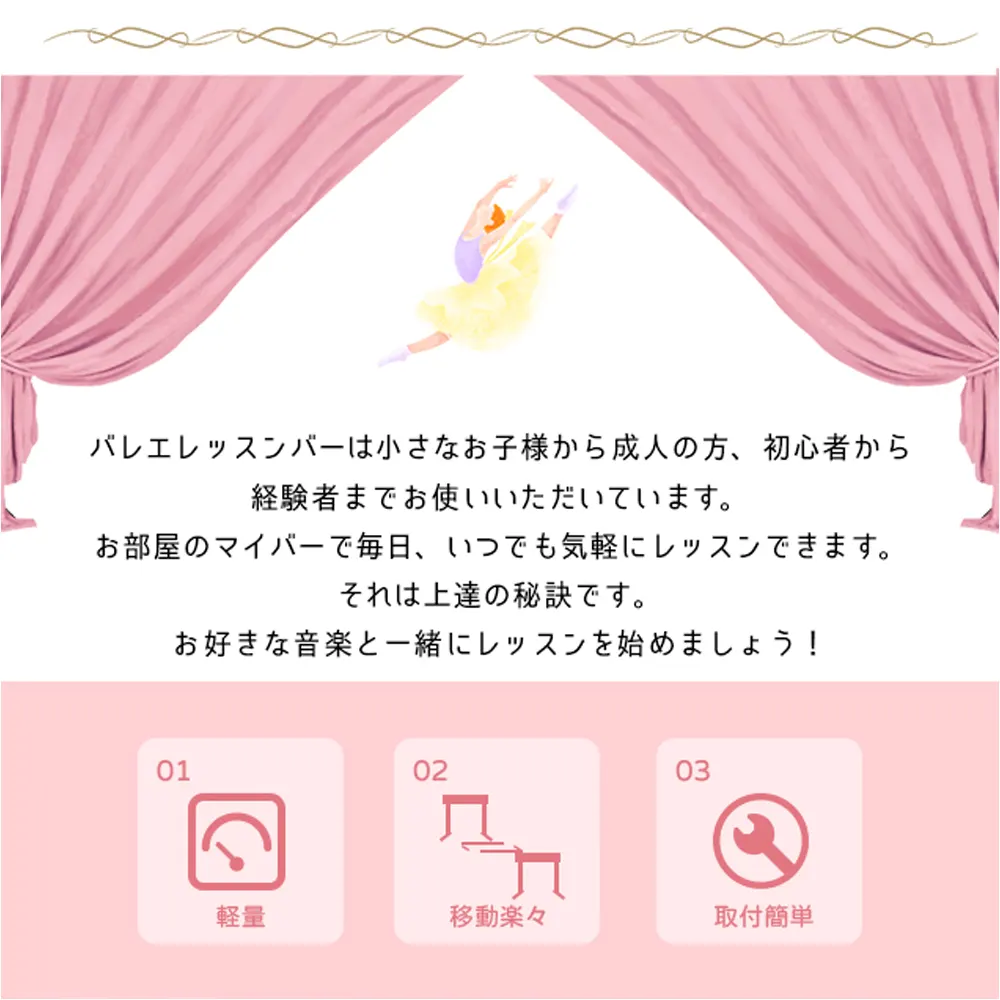 バレエレッスンバーは小さなお子様から成人の方、初心者から
経験者までお使いいただいています。
お部屋のマイバーで毎日、いつでも気軽にレッスンできます。
それは上達の秘訣です。
お好きな音楽と一緒にレッスンを始めましょう！
01
軽量
02
移動楽々
03
取付簡単